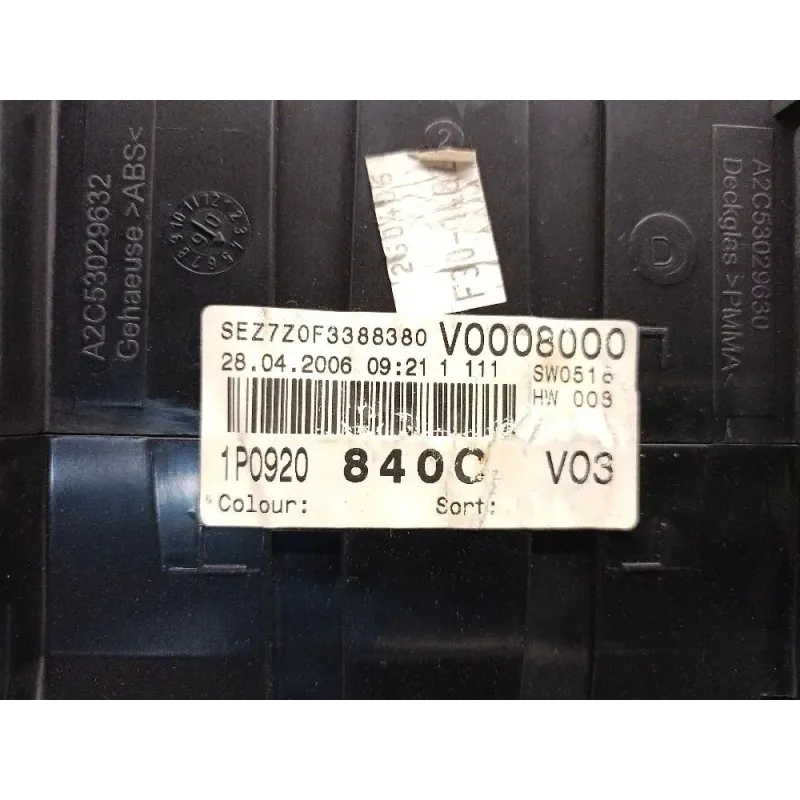 A2C53029632
Gehaeuse >ABS<
2
D
A2C53029630
Deckglas >PMMA<
SEZ7Z0F3388380 V0008000
28.04.2006 09:21 1 111
SW0516
HW 008
1P0920 840C V03
Colour: Sort: